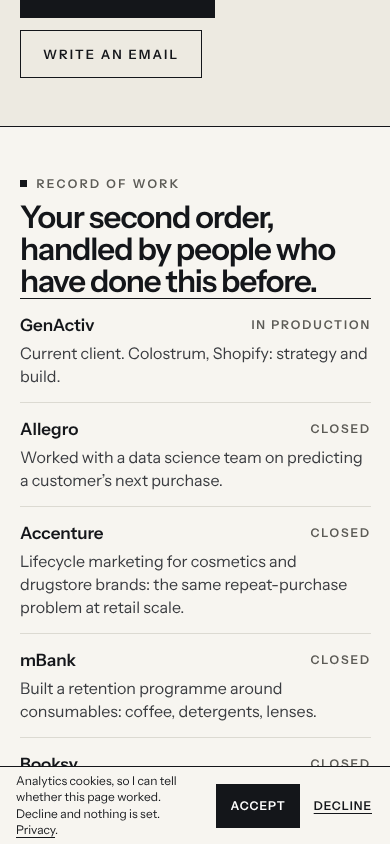 WRITE AN EMAIL
RECORD OF WORK
Your second order,
handled by people who
have done this before.
GenActiv IN PRODUCTION
Current client. Colostrum, Shopify: strategy and
build.
Allegro CLOSED
Worked with a data science team on predicting
a customer’s next purchase.
Accenture CLOSED
Lifecycle marketing for cosmetics and
drugstore brands: the same repeat-purchase
problem at retail scale.
mBank CLOSED
Built a retention programme around
consumables: coffee, detergents, lenses.
Booksy CLOSED
Analytics cookies, so I can tell
whether this page worked.
Decline and nothing is set.
Privacy.
ACCEPT DECLINE